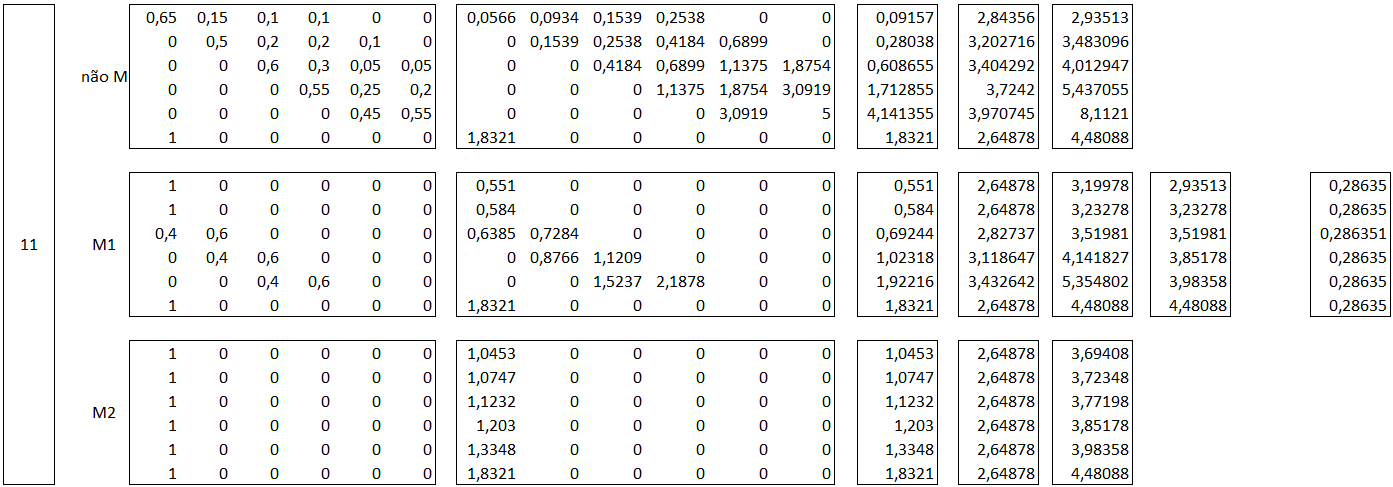 0,65 0,15 0,1 0,1 0 0 0,0566 0,0934 0,1539 0,2538 0 0 0,09157 2,84356 2,93513
0 0,5 0,2 0,2 0,1 0 0 0,1539 0,2538 0,4184 0,6899 0 0,28038 3,202716 3,483096
não M 0 0 0,6 0,3 0,05 0,05 0 0 0,4184 0,6899 1,1375 1,8754 0,608655 3,404292 4,012947
0 0 0 0,55 0,25 0,2 0 0 0 1,1375 1,8754 3,0919 1,712855 3,7242 5,437055
0 0 0 0 0,45 0,55 0 0 0 0 3,0919 5 4,141355 3,970745 8,1121
1 0 0 0 0 0 1,8321 0 0 0 0 0 1,8321 2,64878 4,48088
1 0 0 0 0 0 0,551 0 0 0 0 0 0,551 2,64878 3,19978 2,93513 0,28635
1 0 0 0 0 0 0,584 0 0 0 0 0 0,584 2,64878 3,23278 3,23278 0,28635
11 M1 0,4 0,6 0 0 0 0 0,6385 0,7284 0 0 0 0 0,69244 2,82737 3,51981 3,51981 0,286351
0 0,4 0,6 0 0 0 0 0,8766 1,1209 0 0 0 1,02318 3,118647 4,141827 3,85178 0,28635
0 0 0,4 0,6 0 0 0 0 1,5237 2,1878 0 0 1,92216 3,432642 5,354802 3,98358 0,28635
1 0 0 0 0 0 1,8321 0 0 0 0 0 1,8321 2,64878 4,48088 4,48088 0,28635
1 0 0 0 0 0 1,0453 0 0 0 0 0 1,0453 2,64878 3,69408
1 0 0 0 0 0 1,0747 0 0 0 0 0 1,0747 2,64878 3,72348
M2 1 0 0 0 0 0 1,1232 0 0 0 0 0 1,1232 2,64878 3,77198
1 0 0 0 0 0 1,203 0 0 0 0 0 1,203 2,64878 3,85178
1 0 0 0 0 0 1,3348 0 0 0 0 0 1,3348 2,64878 3,98358
1 0 0 0 0 0 1,8321 0 0 0 0 0 1,8321 2,64878 4,48088